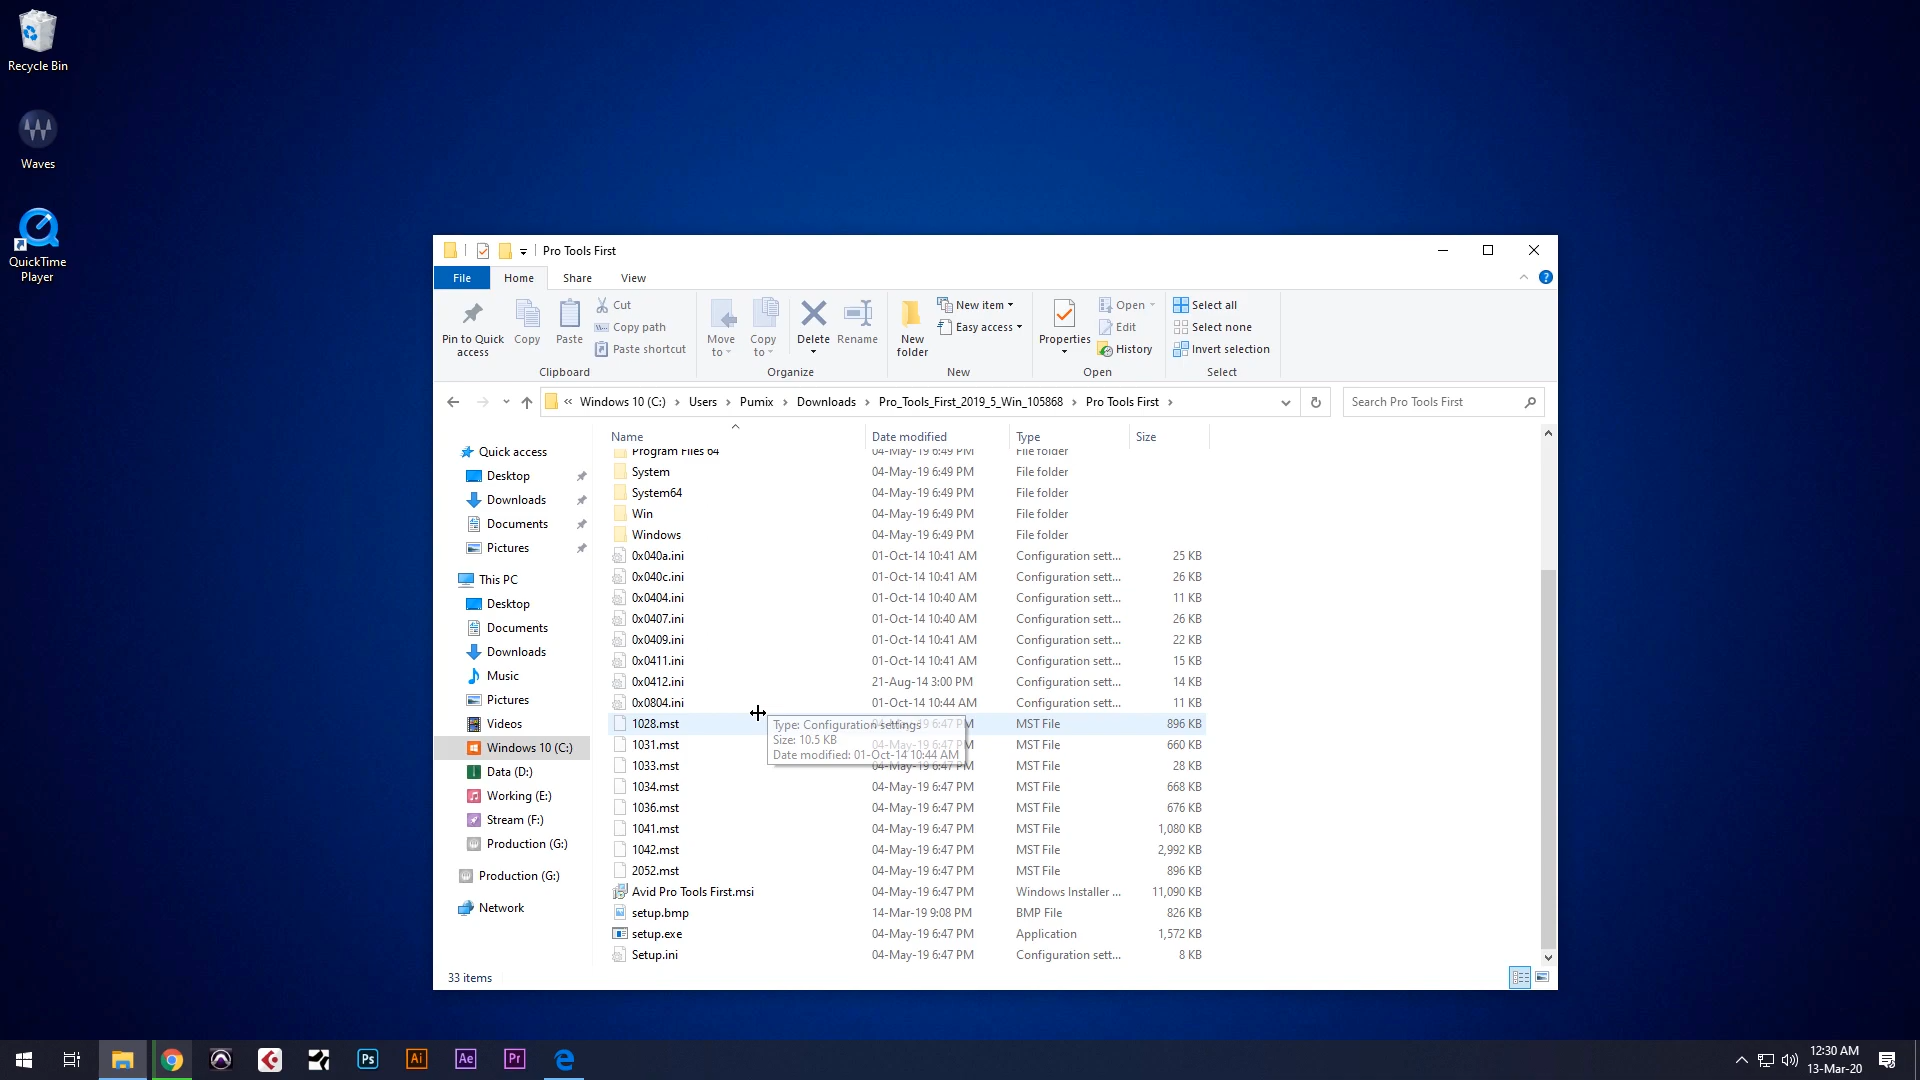 Recycle Bin
Waves
QuickTime
Player
Pro Tools First
File Home Share View
Pin to Quick
access
Copy
Paste
Cut
Copy path
Paste shortcut
Clipboard
Move
to
Copy
to
Delete
Rename
Organize
New
folder
New item
Easy access
New
Properties
Open
Edit
History
Open
Select all
Select none
Invert selection
Select
« Windows 10 (C:) › Users › Pumix › Downloads › Pro_Tools_First_2019_5_Win_105868 › Pro Tools First ›
Search Pro Tools First
Quick access
Desktop
Downloads
Documents
Pictures
This PC
Desktop
Documents
Downloads
Music
Pictures
Videos
Windows 10 (C:)
Data (D:)
Working (E:)
Stream (F:)
Production (G:)
Production (G:)
Network
Name Date modified Type Size
Program Files 64 04-May-19 6:49 PM File folder
System 04-May-19 6:49 PM File folder
System64 04-May-19 6:49 PM File folder
Win 04-May-19 6:49 PM File folder
Windows 04-May-19 6:49 PM File folder
0x040a.ini 01-Oct-14 10:41 AM Configuration sett... 25 KB
0x040c.ini 01-Oct-14 10:41 AM Configuration sett... 26 KB
0x0404.ini 01-Oct-14 10:40 AM Configuration sett... 11 KB
0x0407.ini 01-Oct-14 10:40 AM Configuration sett... 26 KB
0x0409.ini 01-Oct-14 10:41 AM Configuration sett... 22 KB
0x0411.ini 01-Oct-14 10:41 AM Configuration sett... 15 KB
0x0412.ini 21-Aug-14 3:00 PM Configuration sett... 14 KB
0x0804.ini 01-Oct-14 10:44 AM Configuration sett... 11 KB
1028.mst 04-May-19 6:47 PM MST File 896 KB
1031.mst 04-May-19 6:47 PM MST File 660 KB
1033.mst 04-May-19 6:47 PM MST File 28 KB
1034.mst 04-May-19 6:47 PM MST File 668 KB
1036.mst 04-May-19 6:47 PM MST File 676 KB
1041.mst 04-May-19 6:47 PM MST File 1,080 KB
1042.mst 04-May-19 6:47 PM MST File 2,992 KB
2052.mst 04-May-19 6:47 PM MST File 896 KB
Avid Pro Tools First.msi 04-May-19 6:47 PM Windows Installer ... 11,090 KB
setup.bmp 14-Mar-19 9:08 PM BMP File 826 KB
setup.exe 04-May-19 6:47 PM Application 1,572 KB
Setup.ini 04-May-19 6:47 PM Configuration sett... 8 KB
Type: Configuration settings
Size: 10.5 KB
Date modified: 01-Oct-14 10:44 AM
33 items
Ps Ai Ae Pr
12:30 AM
13-Mar-20